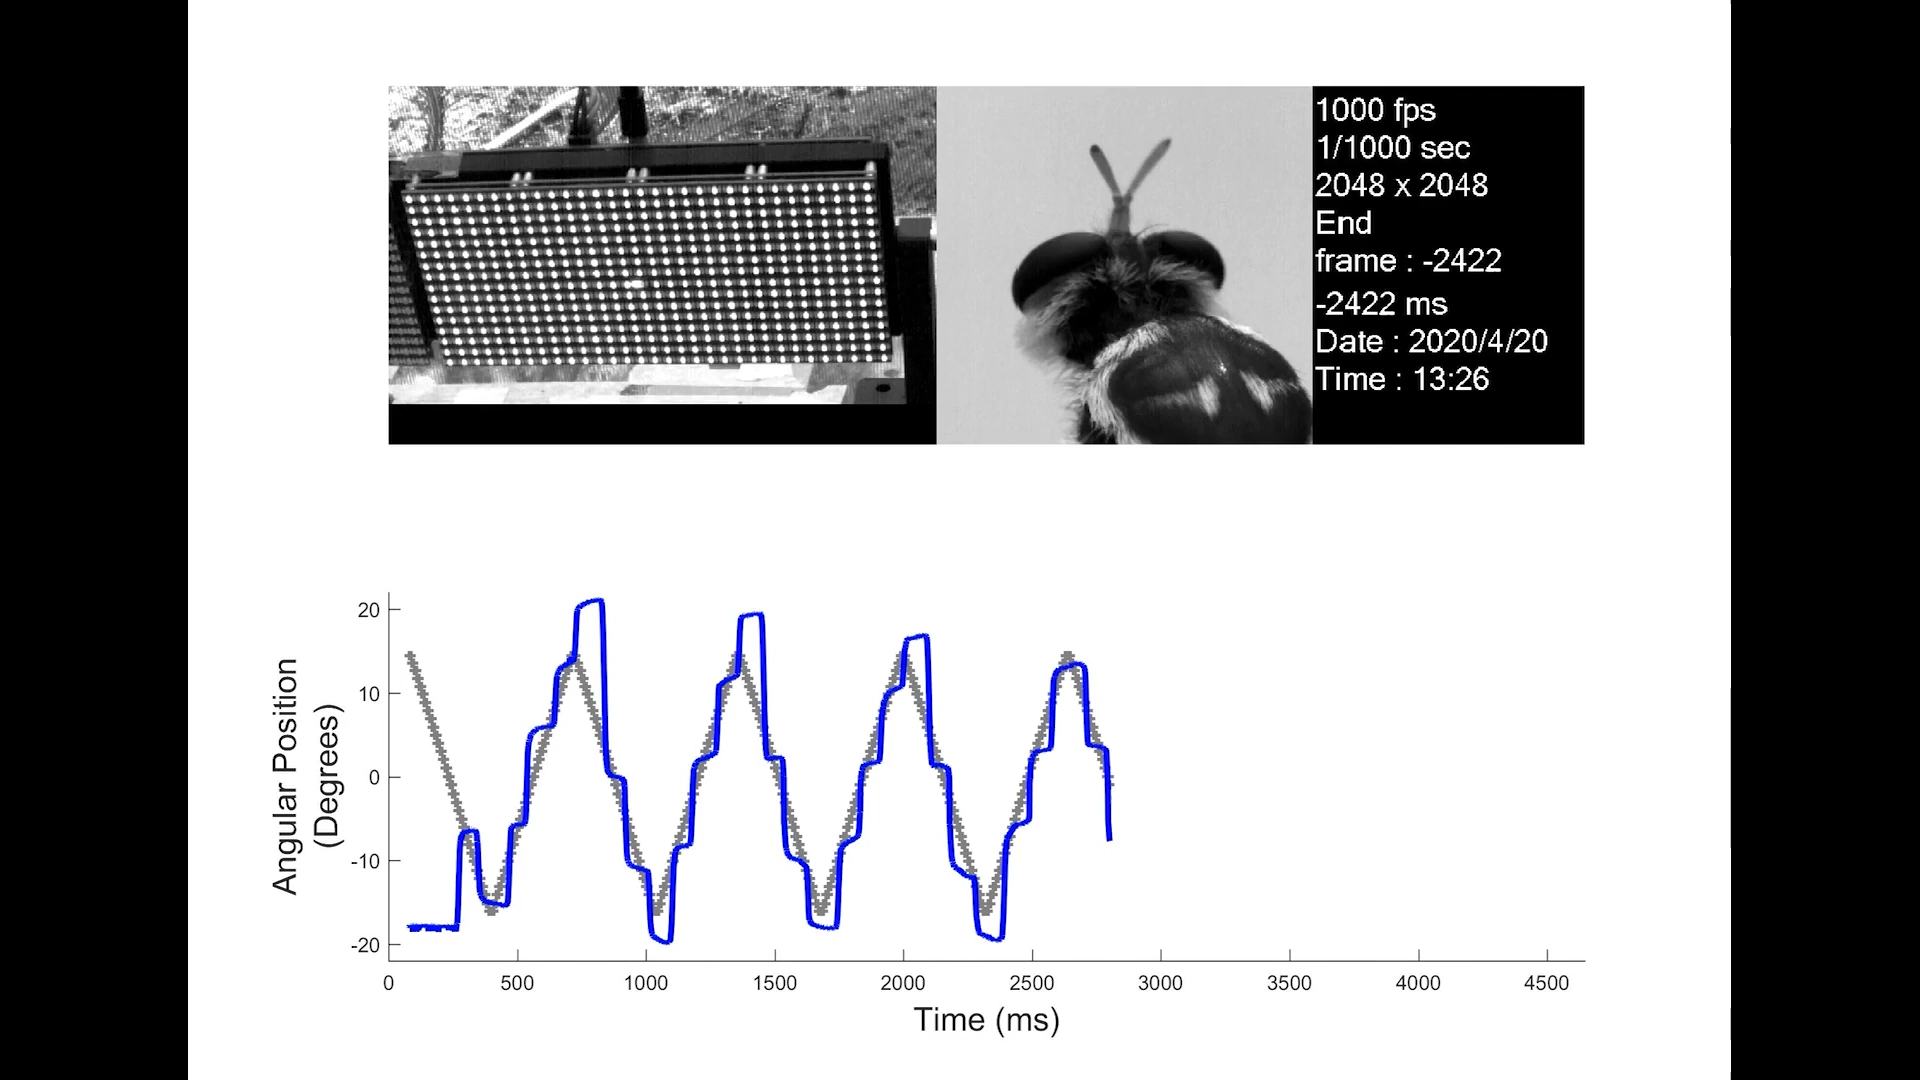 1000 fps
1/1000 sec
2048 x 2048
End
frame : -2422
-2422 ms
Date : 2020/4/20
Time : 13:26
20
10
0
-10
-20
Angular Position
(Degrees)
0 500 1000 1500 2000 2500 3000 3500 4000 4500
Time (ms)